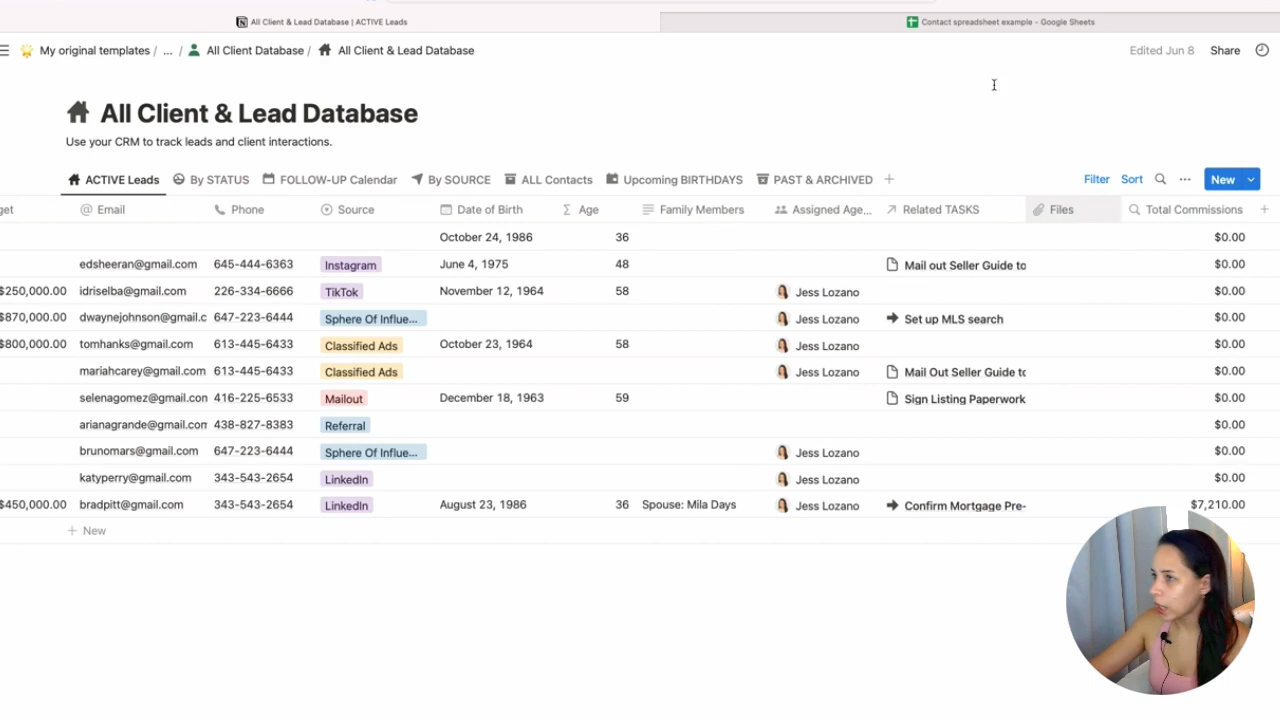 All Client & Lead Database | ACTIVE Leads Contact spreadsheet example - Google Sheets
My original templates / ... / All Client Database / All Client & Lead Database Edited Jun 8 Share
All Client & Lead Database
Use your CRM to track leads and client interactions.
ACTIVE Leads By STATUS FOLLOW-UP Calendar By SOURCE ALL Contacts Upcoming BIRTHDAYS PAST & ARCHIVED + Filter Sort ... New
get Email Phone Source Date of Birth Age Family Members Assigned Age... Related TASKS Files Total Commissions +
October 24, 1986 36 $0.00
edsheeran@gmail.com 645-444-6363 Instagram June 4, 1975 48 Mail out Seller Guide to $0.00
$250,000.00 idriselba@gmail.com 226-334-6666 TikTok November 12, 1964 58 Jess Lozano $0.00
$870,000.00 dwaynejohnson@gmail.c 647-223-6444 Sphere Of Influe... Jess Lozano Set up MLS search $0.00
$800,000.00 tomhanks@gmail.com 613-445-6433 Classified Ads October 23, 1964 58 Jess Lozano $0.00
mariahcarey@gmail.com 613-445-6433 Classified Ads Jess Lozano Mail Out Seller Guide to $0.00
selenagomez@gmail.com 416-225-6533 Mailout December 18, 1963 59 Sign Listing Paperwork $0.00
arianagrande@gmail.com 438-827-8383 Referral $0.00
brunomars@gmail.com 647-223-6444 Sphere Of Influe... Jess Lozano $0.00
katyperry@gmail.com 343-543-2654 LinkedIn Jess Lozano $0.00
$450,000.00 bradpitt@gmail.com 343-543-2654 LinkedIn August 23, 1986 36 Spouse: Mila Days Jess Lozano Confirm Mortgage Pre- $7,210.00
+ New